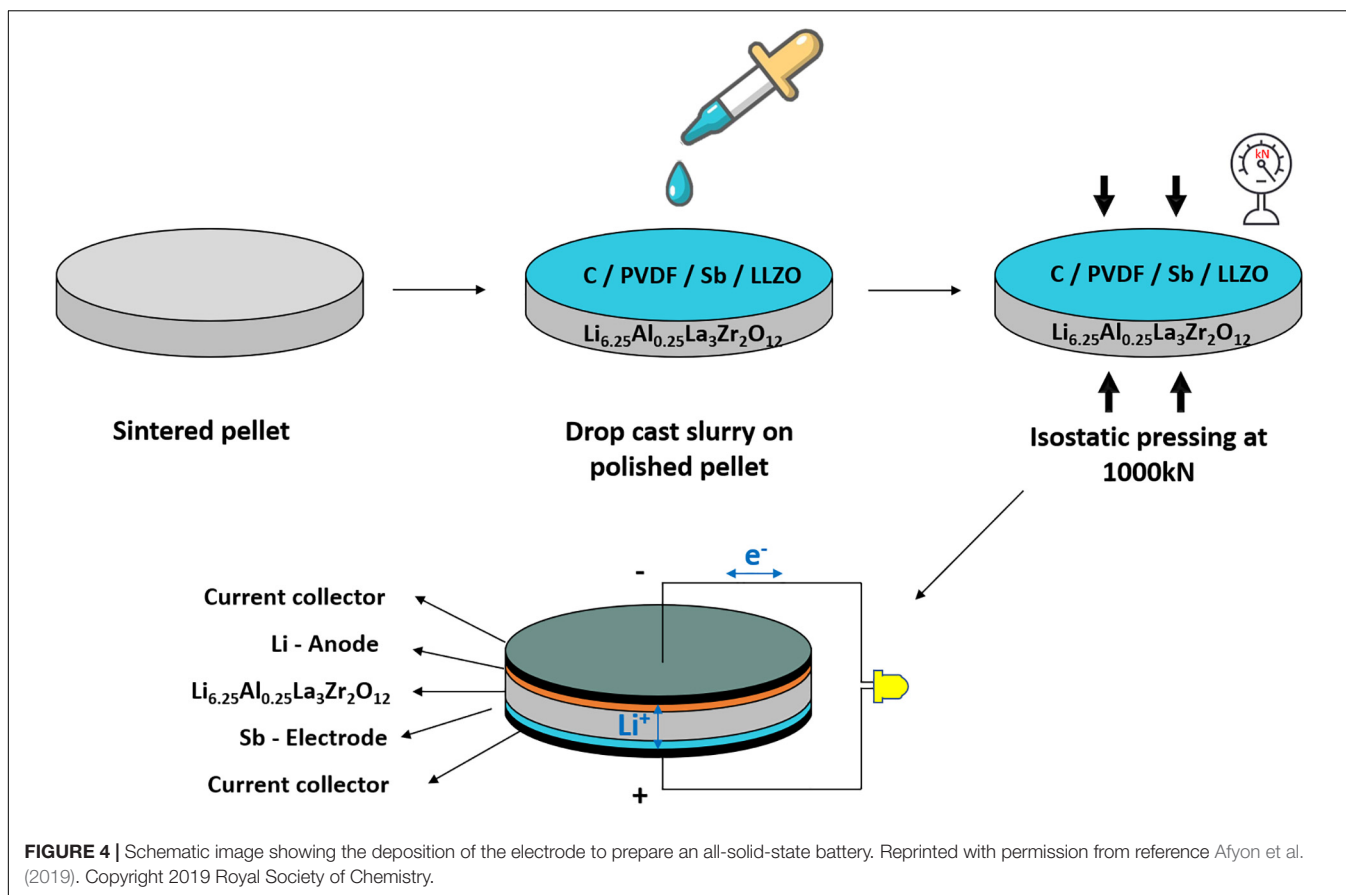 kN
C / PVDF / Sb / LLZO
C / PVDF / Sb / LLZO
Li₆.₂₅Al₀.₂₅La₃Zr₂O₁₂
Li₆.₂₅Al₀.₂₅La₃Zr₂O₁₂
Sintered pellet
Drop cast slurry on
polished pellet
Isostatic pressing at
1000kN
e⁻
-
Current collector
Li - Anode
Li₆.₂₅Al₀.₂₅La₃Zr₂O₁₂
Li⁺
Sb - Electrode
Current collector
+
FIGURE 4 | Schematic image showing the deposition of the electrode to prepare an all-solid-state battery. Reprinted with permission from reference Afyon et al.
(2019). Copyright 2019 Royal Society of Chemistry.